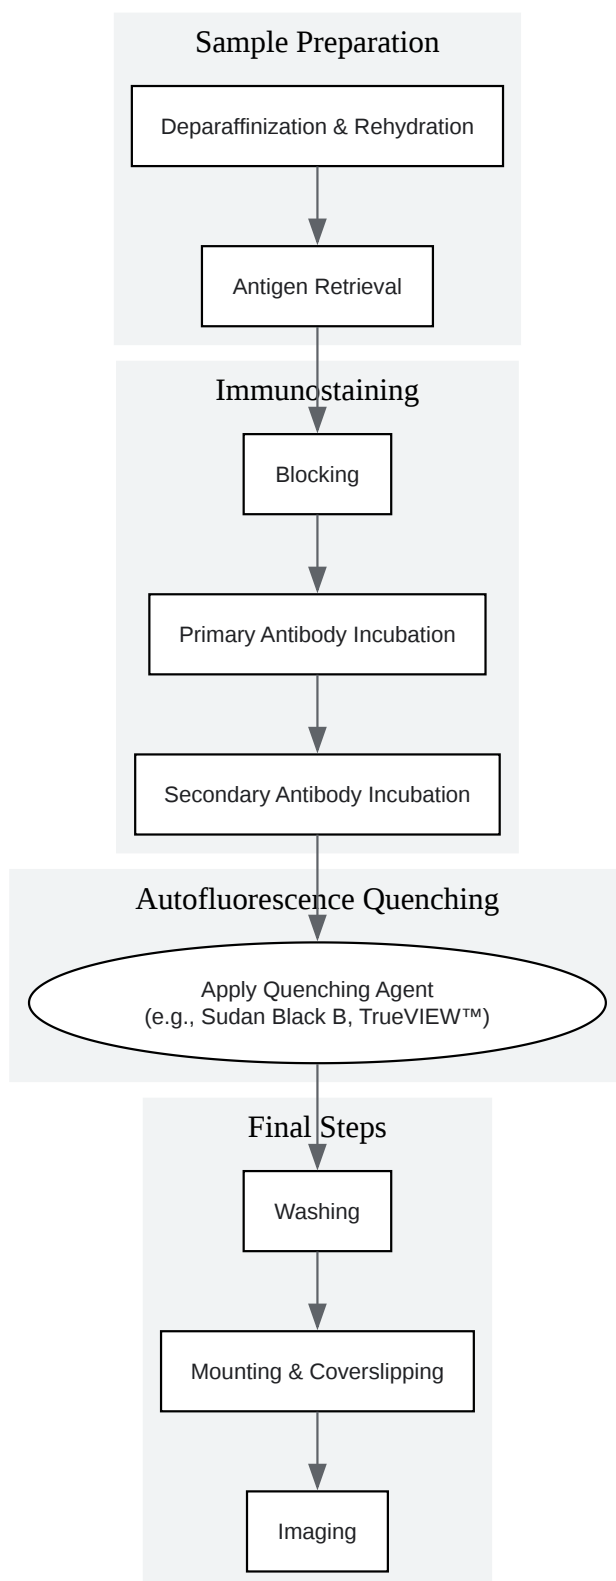 Sample Preparation
Deparaffinization & Rehydration
Antigen Retrieval
Immunostaining
Blocking
Primary Antibody Incubation
Secondary Antibody Incubation
Autofluorescence Quenching
Apply Quenching Agent
(e.g., Sudan Black B, TrueVIEW™)
Final Steps
Washing
Mounting & Coverslipping
Imaging